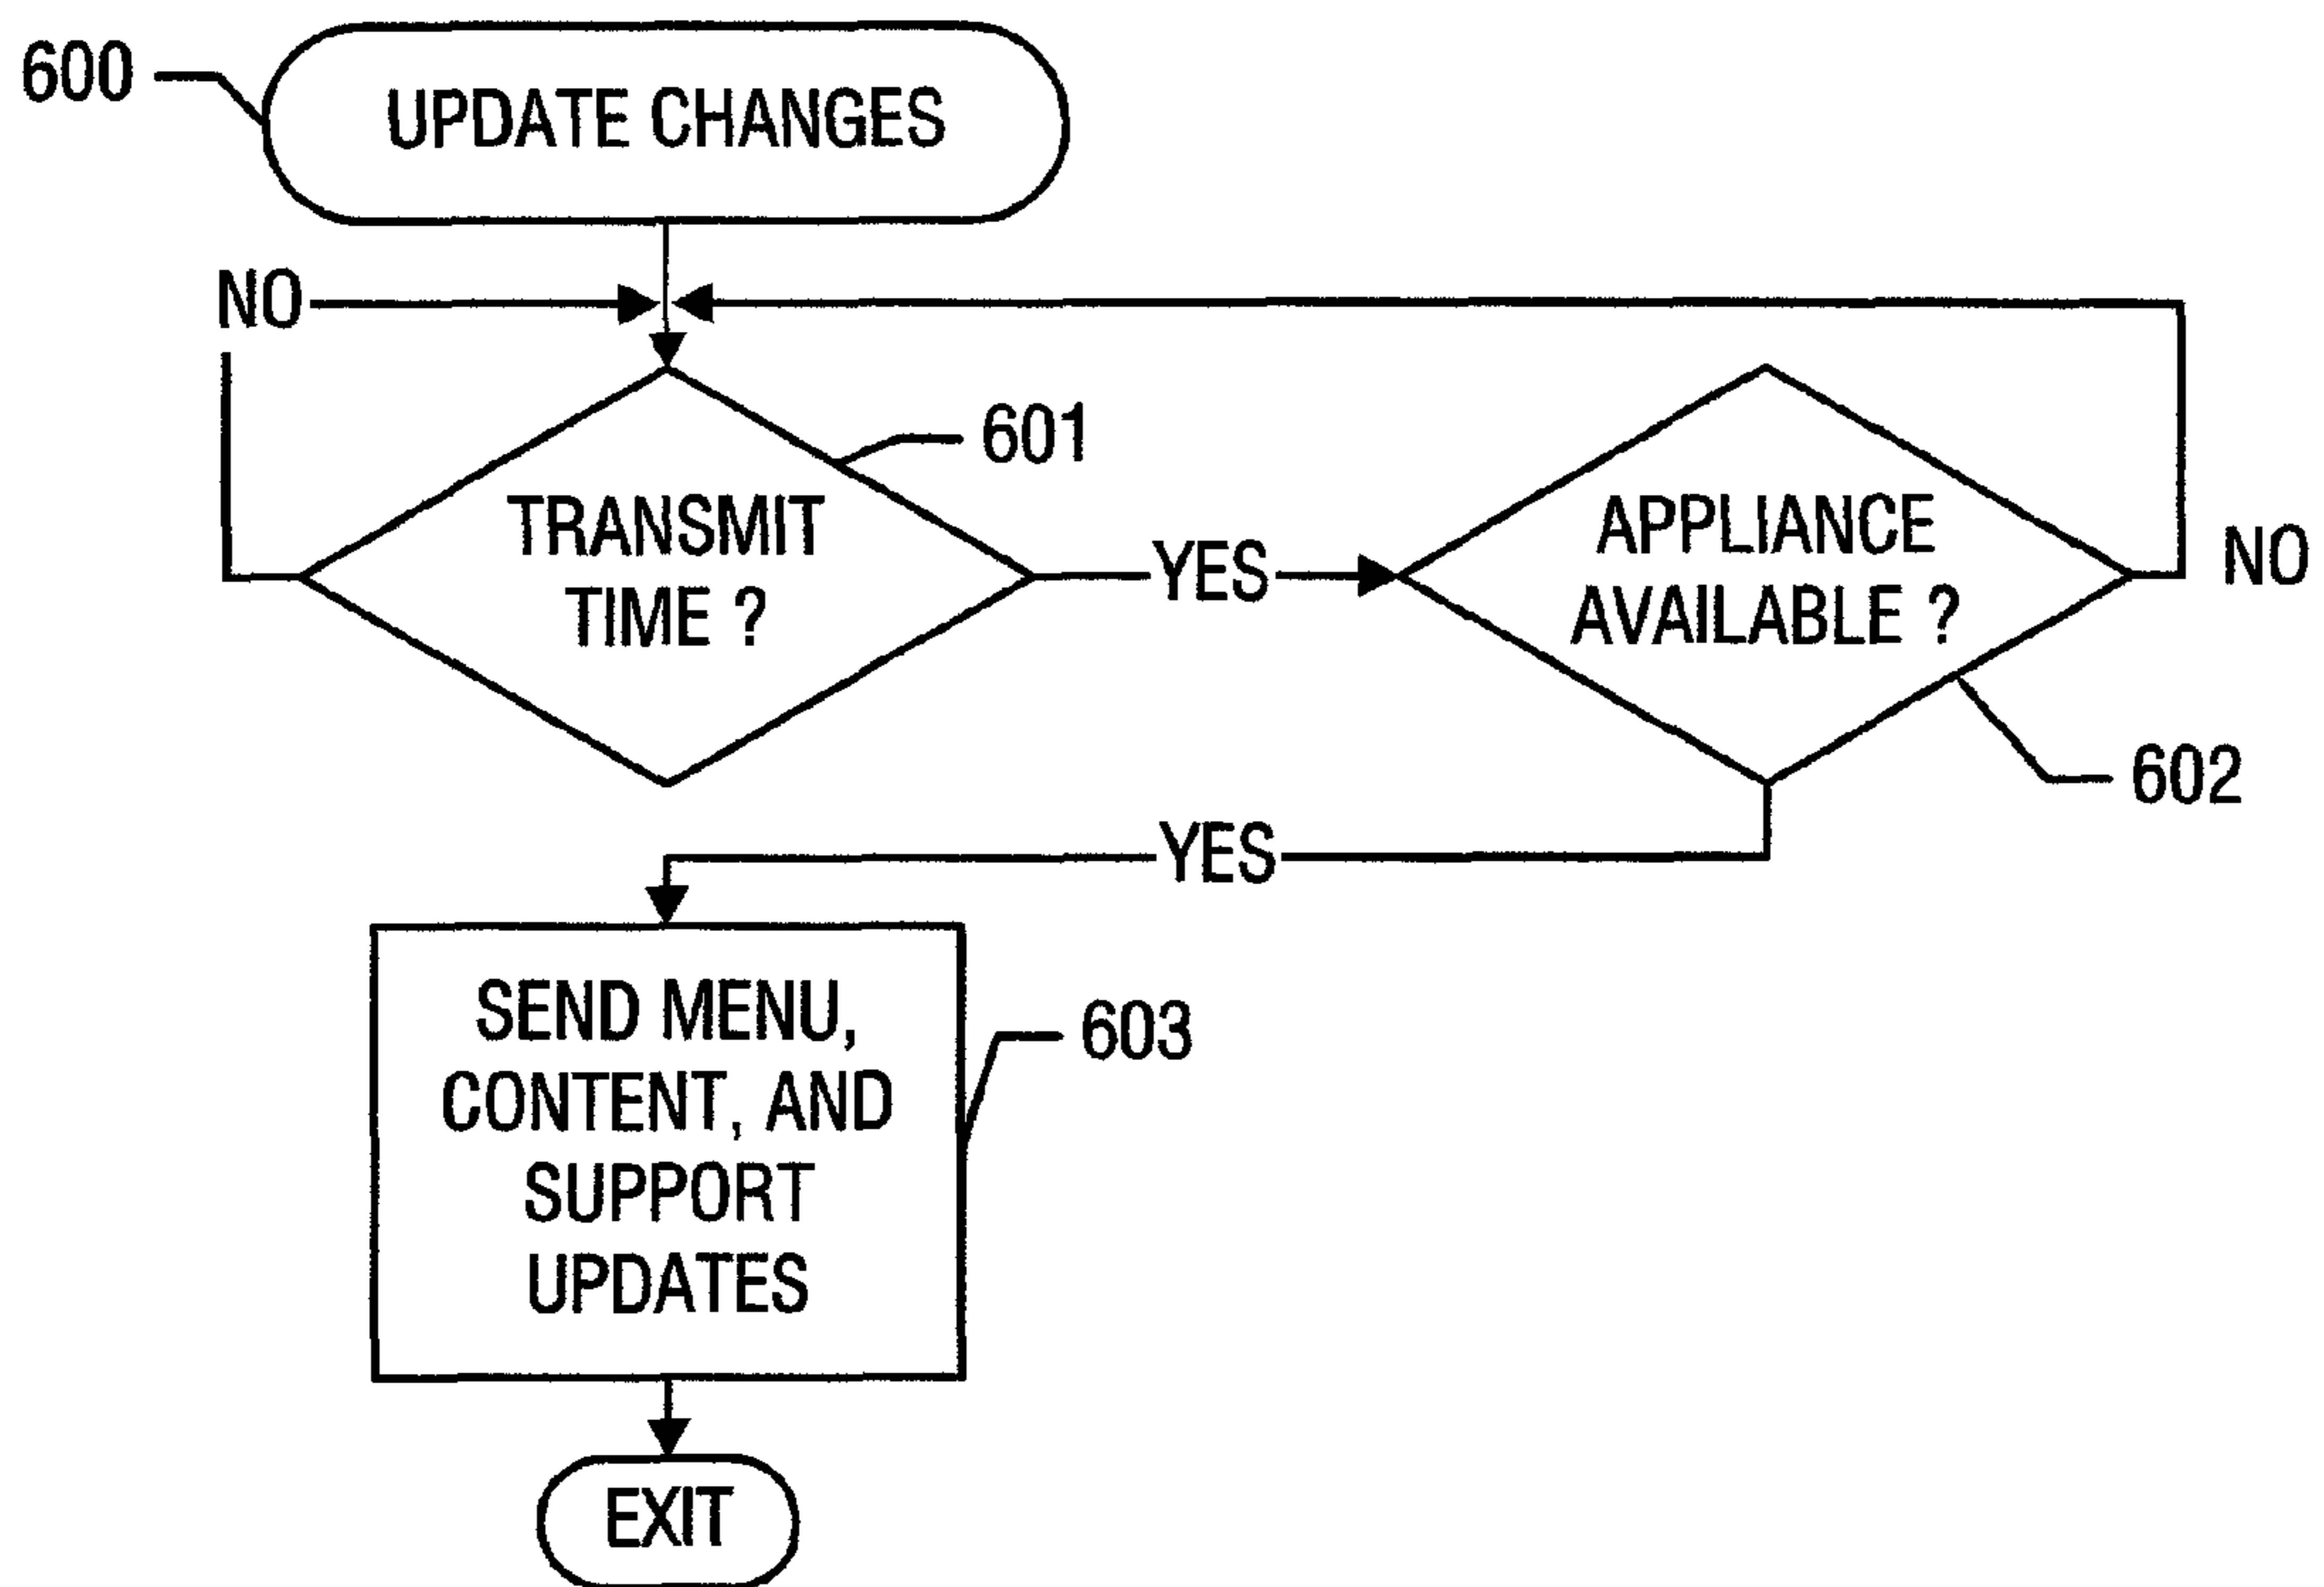 600
UPDATE CHANGES
NO
601
TRANSMIT
TIME ?
YES
APPLIANCE
AVAILABLE ?
NO
602
YES
SEND MENU,
CONTENT, AND
SUPPORT
UPDATES
603
EXIT